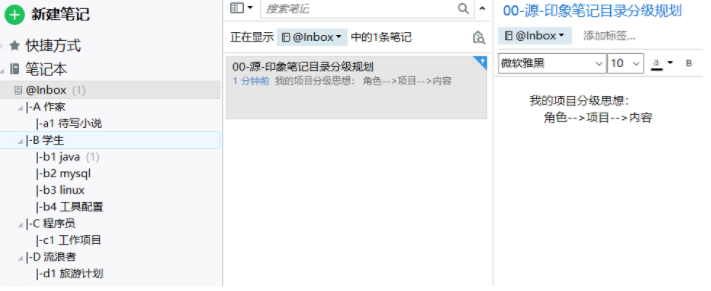 新建笔记
快捷方式
笔记本
@Inbox (1)
|-A 作家
|-a1 待写小说
|-B 学生
|-b1 java (1)
|-b2 mysql
|-b3 linux
|-b4 工具配置
|-C 程序员
|-c1 工作项目
|-D 流浪者
|-d1 旅游计划
搜索笔记
正在显示 @Inbox 中的1条笔记
00-源-印象笔记目录分级规划
1 分钟前 我的项目分级思想： 角色-->项目-->内容
00-源-印象笔记目录分级规划
@Inbox 添加标签...
微软雅黑 10 a B
我的项目分级思想：
角色-->项目-->内容